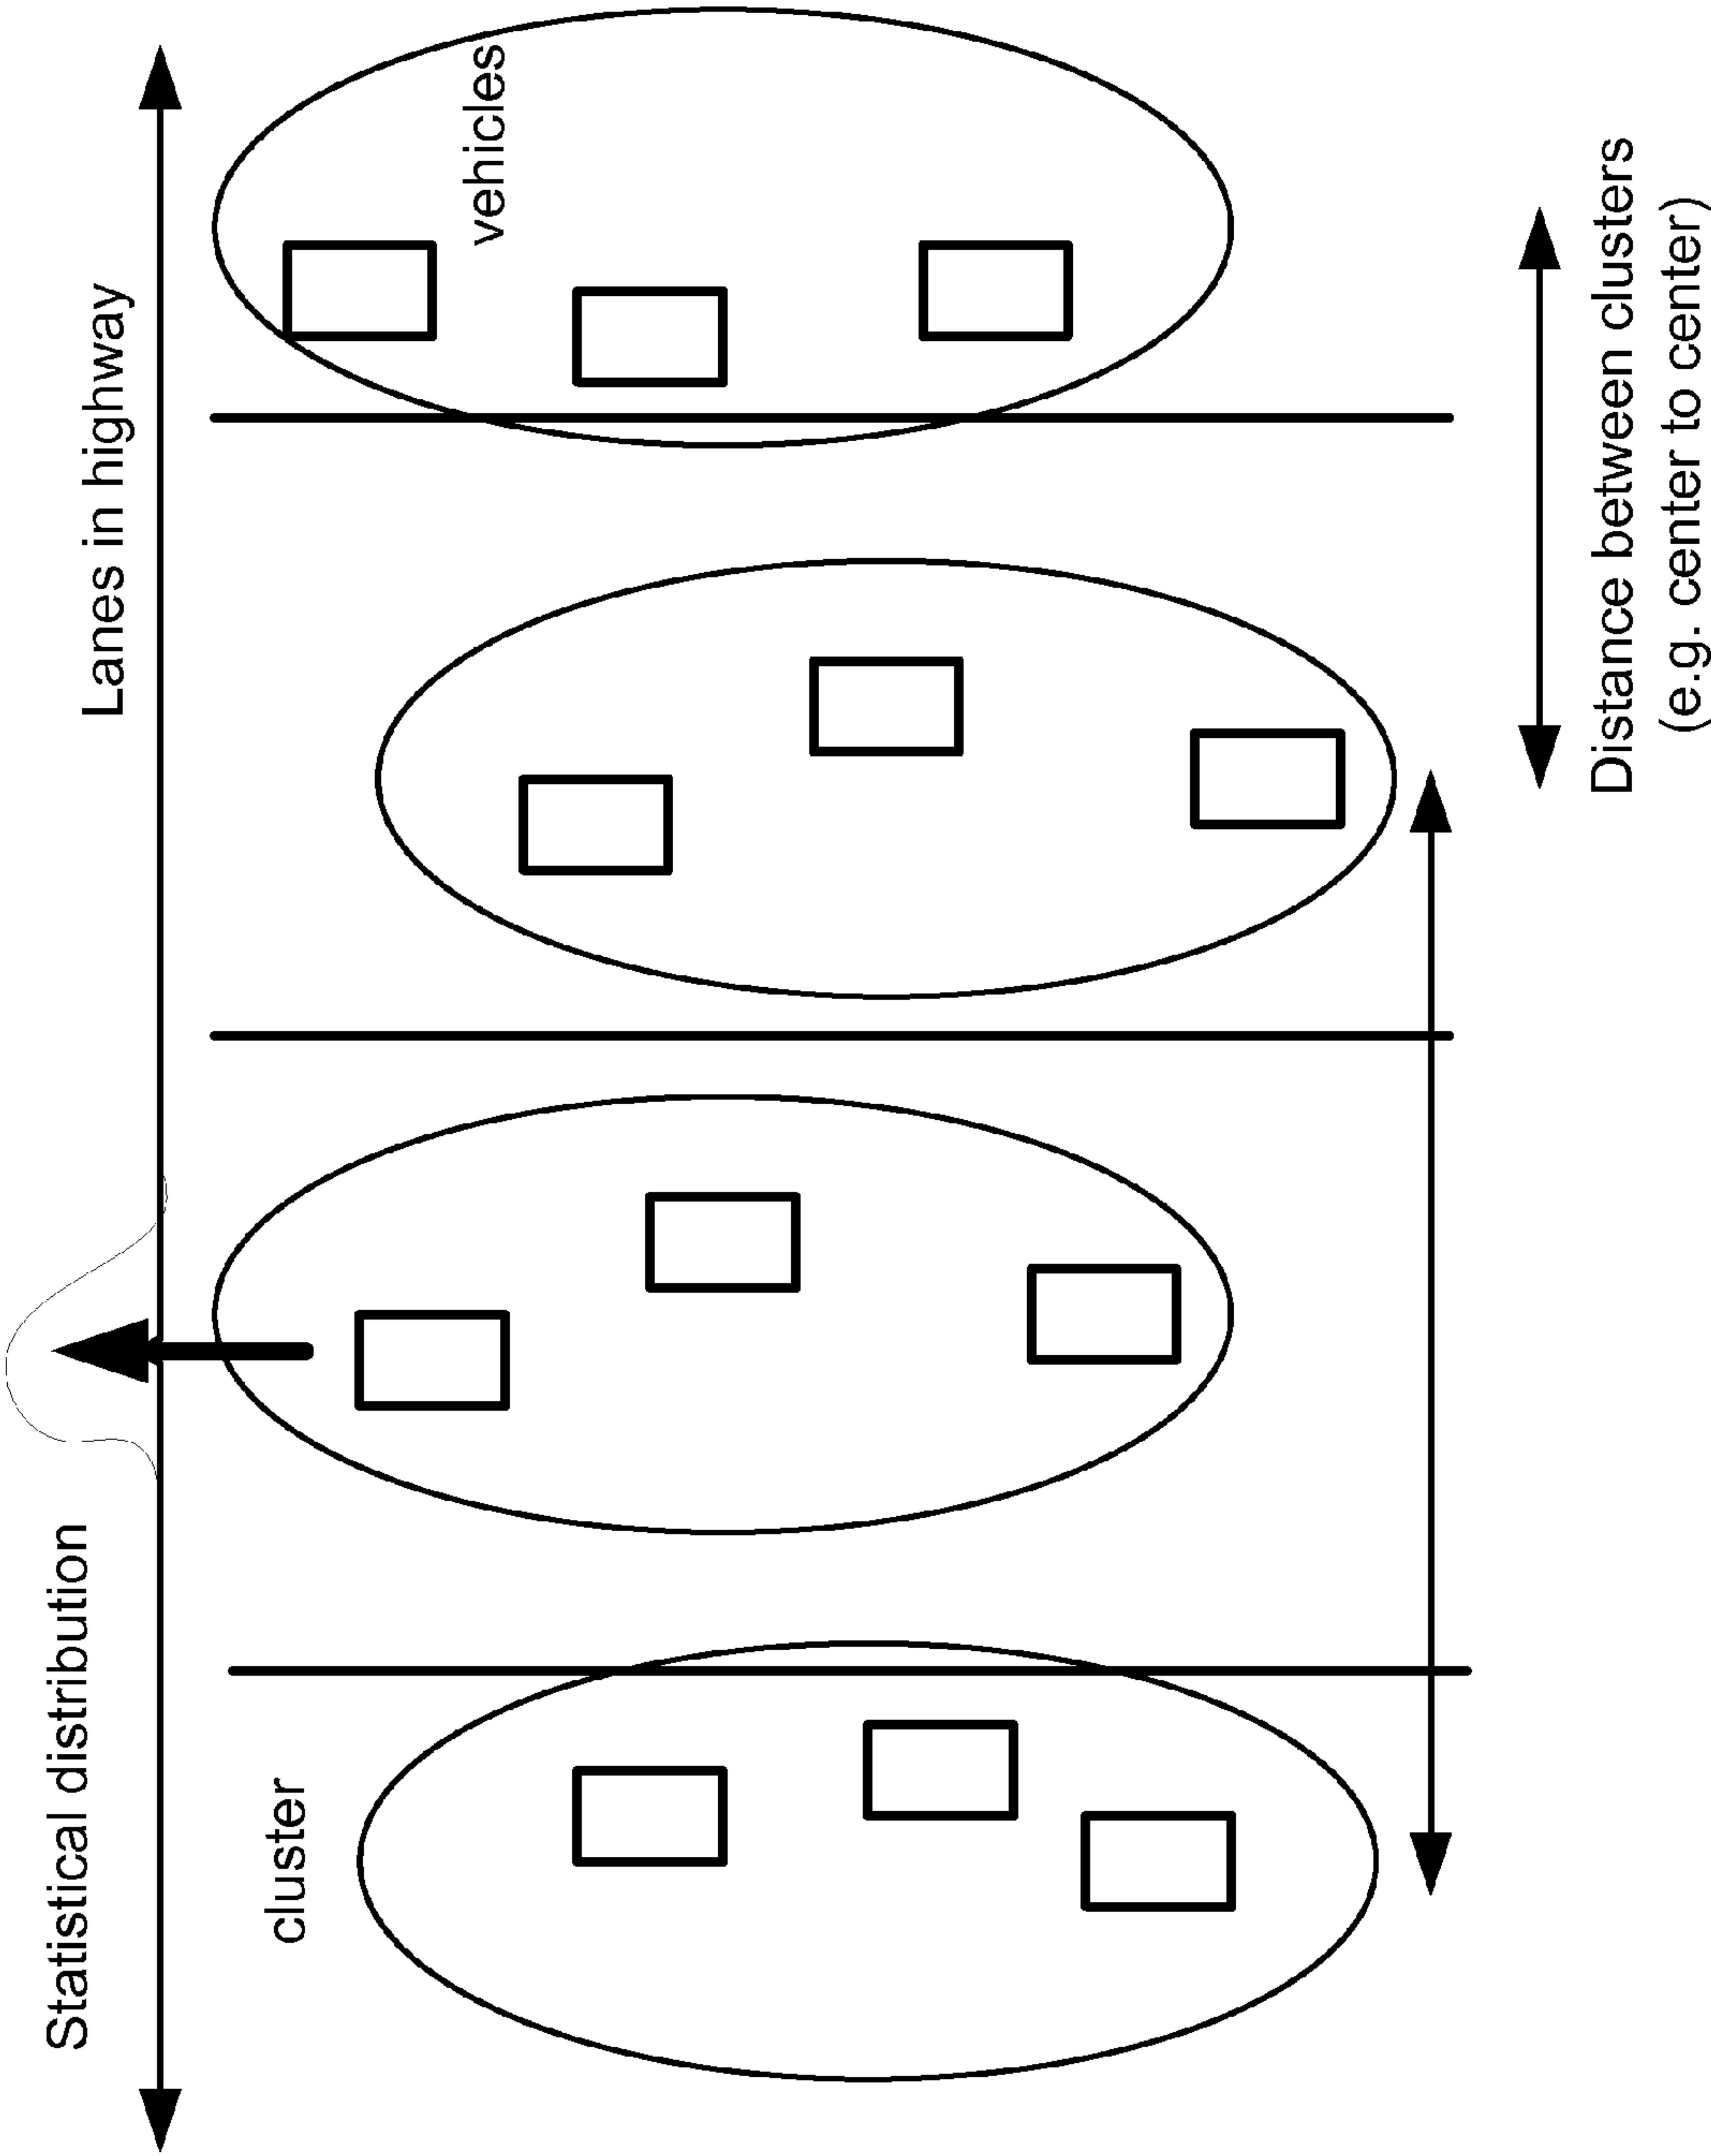 Statistical distribution
Lanes in highway
cluster
vehicles
Distance between clusters
(e.g. center to center)